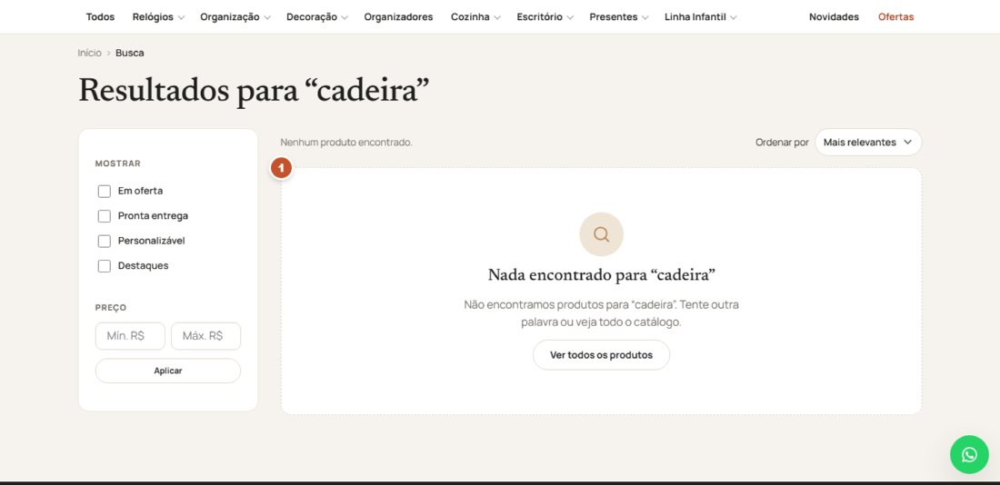 Todos Relógios Organização Decoração Organizadores Cozinha Escritório Presentes Linha Infantil Novidades Ofertas
Início > Busca
Resultados para “cadeira”
MOSTRAR
Em oferta
Pronta entrega
Personalizável
Destaques
PREÇO
Mín. R$ Máx. R$
Aplicar
Nenhum produto encontrado.
Ordenar por Mais relevantes
1
Nada encontrado para “cadeira”
Não encontramos produtos para “cadeira”. Tente outra
palavra ou veja todo o catálogo.
Ver todos os produtos